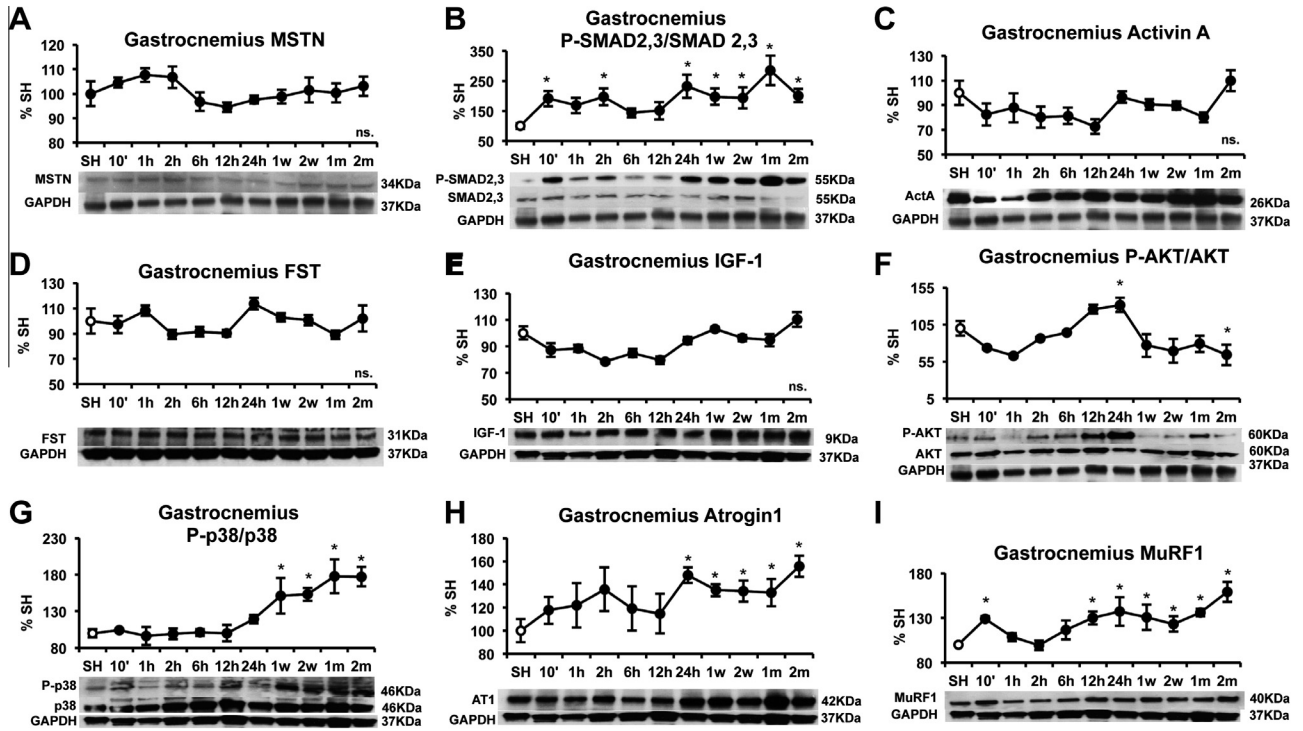 A
Gastrocnemius MSTN
120
110
100
90
80
% SH
ns.
SH 10' 1h 2h 6h 12h 24h 1w 2w 1m 2m
MSTN 34KDa
GAPDH 37KDa
B
Gastrocnemius
P-SMAD2,3/SMAD 2,3
350
250
150
50
% SH
* * * * * * *
SH 10' 1h 2h 6h 12h 24h 1w 2w 1m 2m
P-SMAD2,3 55KDa
SMAD2,3 55KDa
GAPDH 37KDa
C
Gastrocnemius Activin A
130
110
90
70
50
% SH
ns.
SH 10' 1h 2h 6h 12h 24h 1w 2w 1m 2m
ActA 26KDa
GAPDH 37KDa
D
Gastrocnemius FST
130
110
90
70
50
% SH
ns.
SH 10' 1h 2h 6h 12h 24h 1w 2w 1m 2m
FST 31KDa
GAPDH 37KDa
E
Gastrocnemius IGF-1
130
110
90
70
50
% SH
ns.
SH 10' 1h 2h 6h 12h 24h 1w 2w 1m 2m
IGF-1 9KDa
GAPDH 37KDa
F
Gastrocnemius P-AKT/AKT
155
105
55
5
% SH
* *
SH 10' 1h 2h 6h 12h 24h 1w 2w 1m 2m
P-AKT 60KDa
AKT 60KDa
GAPDH 37KDa
G
Gastrocnemius
P-p38/p38
230
180
130
80
% SH
* * * *
SH 10' 1h 2h 6h 12h 24h 1w 2w 1m 2m
P-p38 46KDa
p38 46KDa
GAPDH 37KDa
H
Gastrocnemius Atrogin1
180
160
140
120
100
80
% SH
* * * * *
SH 10' 1h 2h 6h 12h 24h 1w 2w 1m 2m
AT1 42KDa
GAPDH 37KDa
I
Gastrocnemius MuRF1
180
130
80
% SH
* * * * * * *
SH 10' 1h 2h 6h 12h 24h 1w 2w 1m 2m
MuRF1 40KDa
GAPDH 37KDa